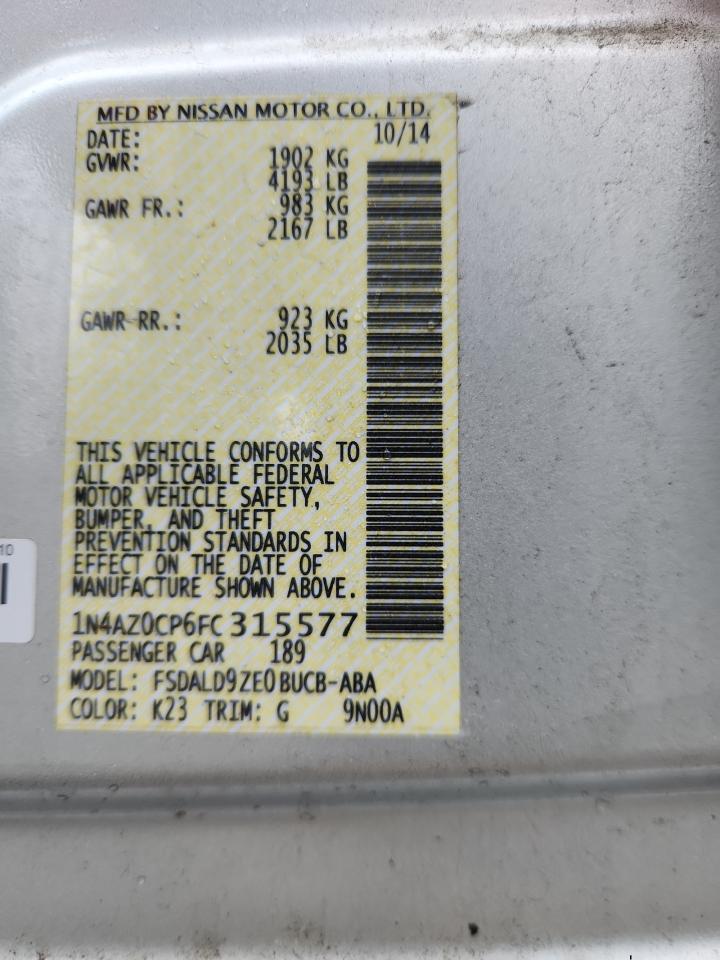 MFD BY NISSAN MOTOR CO., LTD.
DATE: 10/14
GVWR: 1902 KG
4193 LB
GAWR FR.: 983 KG
2167 LB
GAWR RR.: 923 KG
2035 LB
THIS VEHICLE CONFORMS TO
ALL APPLICABLE FEDERAL
MOTOR VEHICLE SAFETY,
BUMPER, AND THEFT
PREVENTION STANDARDS IN
EFFECT ON THE DATE OF
MANUFACTURE SHOWN ABOVE.
1N4AZ0CP6FC315577
PASSENGER CAR 189
MODEL: FSDALD9ZE0BUCB-ABA
COLOR: K23 TRIM: G 9N00A
10